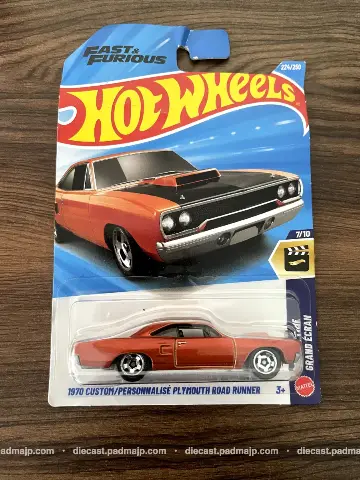 FAST & FURIOUS
224/250
HOT WHEELS
7/10
GRAND ÉCRAN
1970 CUSTOM/PERSONNALISÉ PLYMOUTH ROAD RUNNER
3+
MATTEL
diecast.padmajp.com • diecast.padmajp.com • diecast.padmajp.com